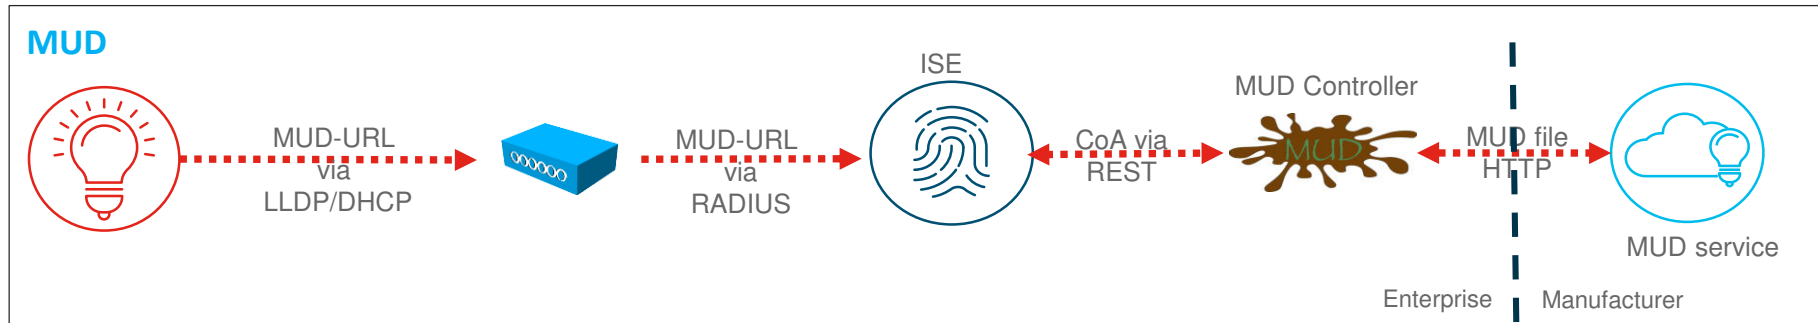 MUD
MUD-URL
via
LLDP/DHCP
MUD-URL
via
RADIUS
ISE
CoA via
REST
MUD Controller
MUD
MUD file
HTTP
MUD service
Enterprise
Manufacturer